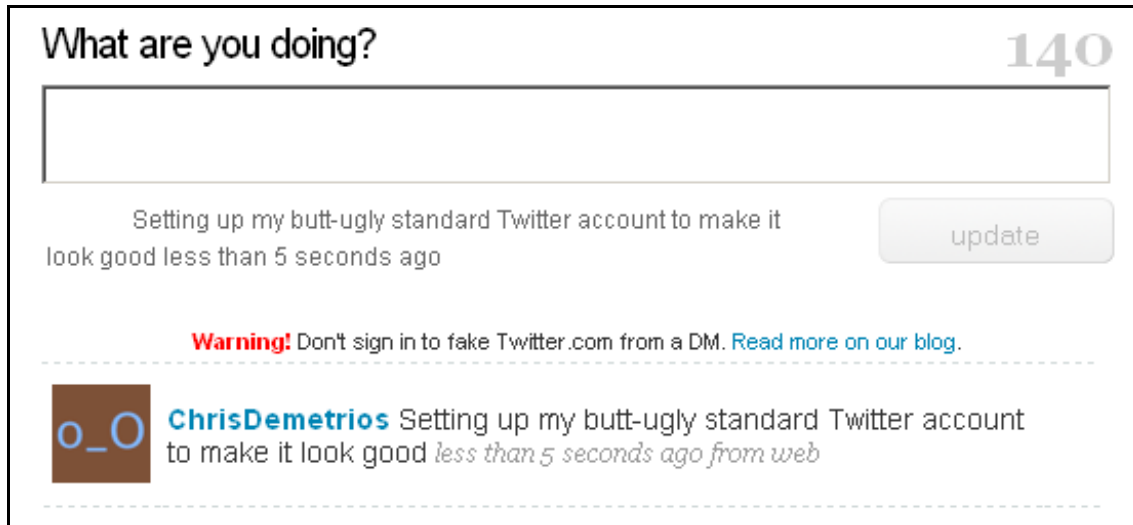 What are you doing?
140
Setting up my butt-ugly standard Twitter account to make it
look good less than 5 seconds ago
update
Warning! Don't sign in to fake Twitter.com from a DM. Read more on our blog.
o_O
ChrisDemetrios Setting up my butt-ugly standard Twitter account
to make it look good less than 5 seconds ago from web